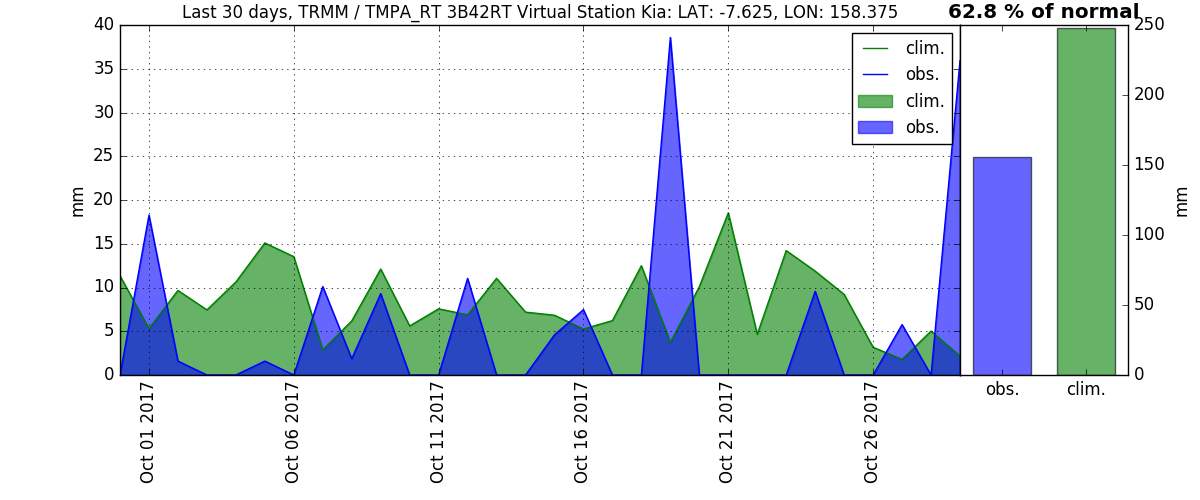 Last 30 days, TRMM / TMPA_RT 3B42RT Virtual Station Kia: LAT: -7.625, LON: 158.375
62.8 % of normal
40
35
30
25
20
15
10
5
0
mm
clim.
obs.
clim.
obs.
Oct 01 2017
Oct 06 2017
Oct 11 2017
Oct 16 2017
Oct 21 2017
Oct 26 2017
250
200
150
100
50
0
mm
obs.
clim.